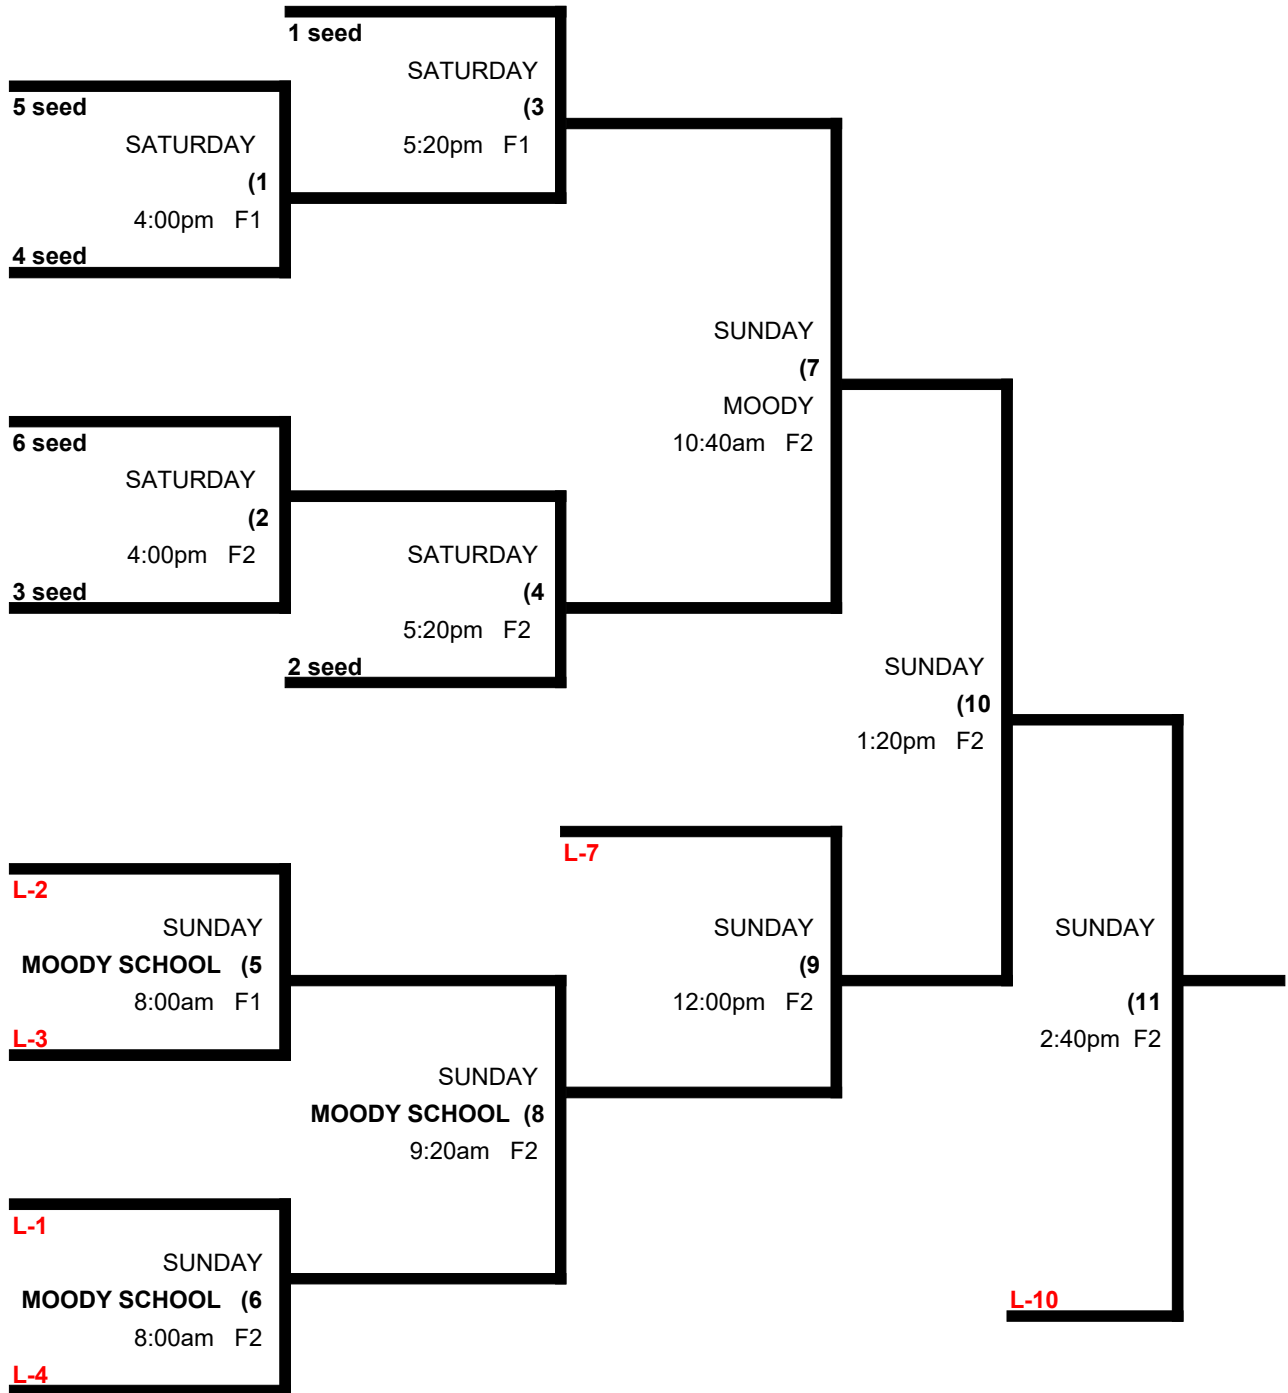 1 seed
SATURDAY
(3
5:20pm F1
5 seed
SATURDAY
(1
4:00pm F1
4 seed
SUNDAY
(7
MOODY
10:40am F2
6 seed
SATURDAY
(2
4:00pm F2
3 seed
SATURDAY
(4
5:20pm F2
2 seed
SUNDAY
(10
1:20pm F2
L-7
L-2
SUNDAY
MOODY SCHOOL (5
8:00am F1
L-3
SUNDAY
(9
12:00pm F2
SUNDAY
(11
2:40pm F2
SUNDAY
MOODY SCHOOL (8
9:20am F2
L-1
SUNDAY
MOODY SCHOOL (6
8:00am F2
L-4
L-10